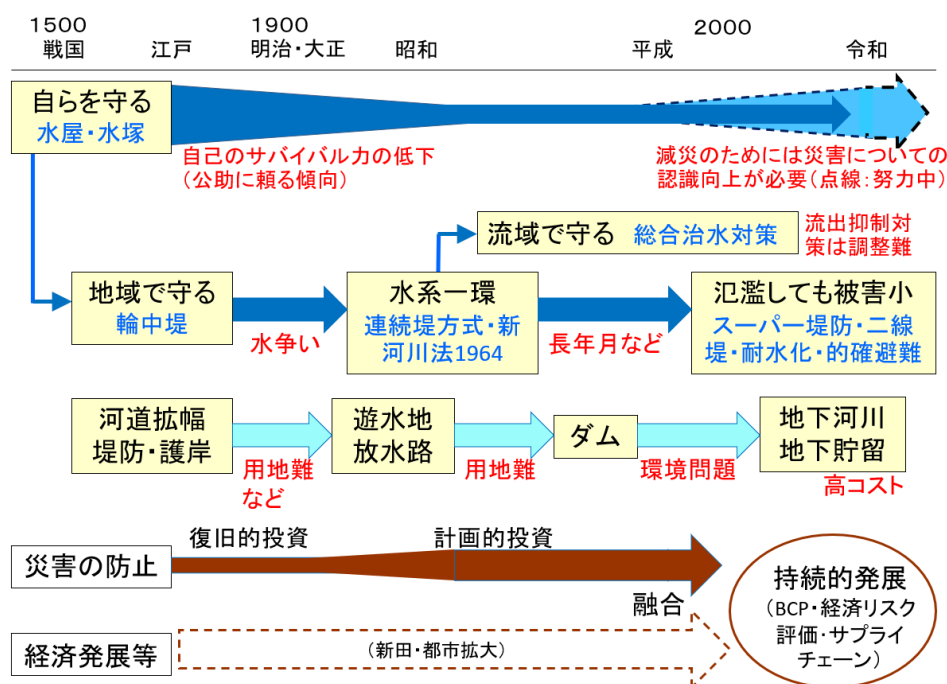 1500
戦国
江戸
1900
明治・大正
昭和
平成
2000
令和
自らを守る
水屋・水塚
自己のサバイバル力の低下
（公助に頼る傾向）
減災のためには災害についての
認識向上が必要（点線：努力中）
流域で守る 総合治水対策
流出抑制対
策は調整難
地域で守る
輪中堤
水争い
水系一環
連続堤方式・新
河川法1964
長年月など
氾濫しても被害小
スーパー堤防・二線
堤・耐水化・的確避難
河道拡幅
堤防・護岸
用地難
など
遊水地
放水路
用地難
ダム
環境問題
地下河川
地下貯留
高コスト
災害の防止
復旧的投資
計画的投資
融合
経済発展等
（新田・都市拡大）
持続的発展
（BCP・経済リスク
評価・サプライ
チェーン）